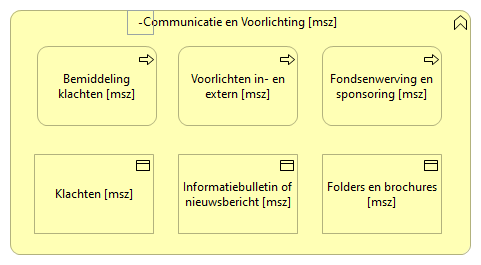 -Communicatie en Voorlichting [msz]
Bemiddeling
klachten [msz]
Voorlichten in- en
extern [msz]
Fondsenwerving en
sponsoring [msz]
Klachten [msz]
Informatiebulletin of
nieuwsbericht [msz]
Folders en brochures
[msz]